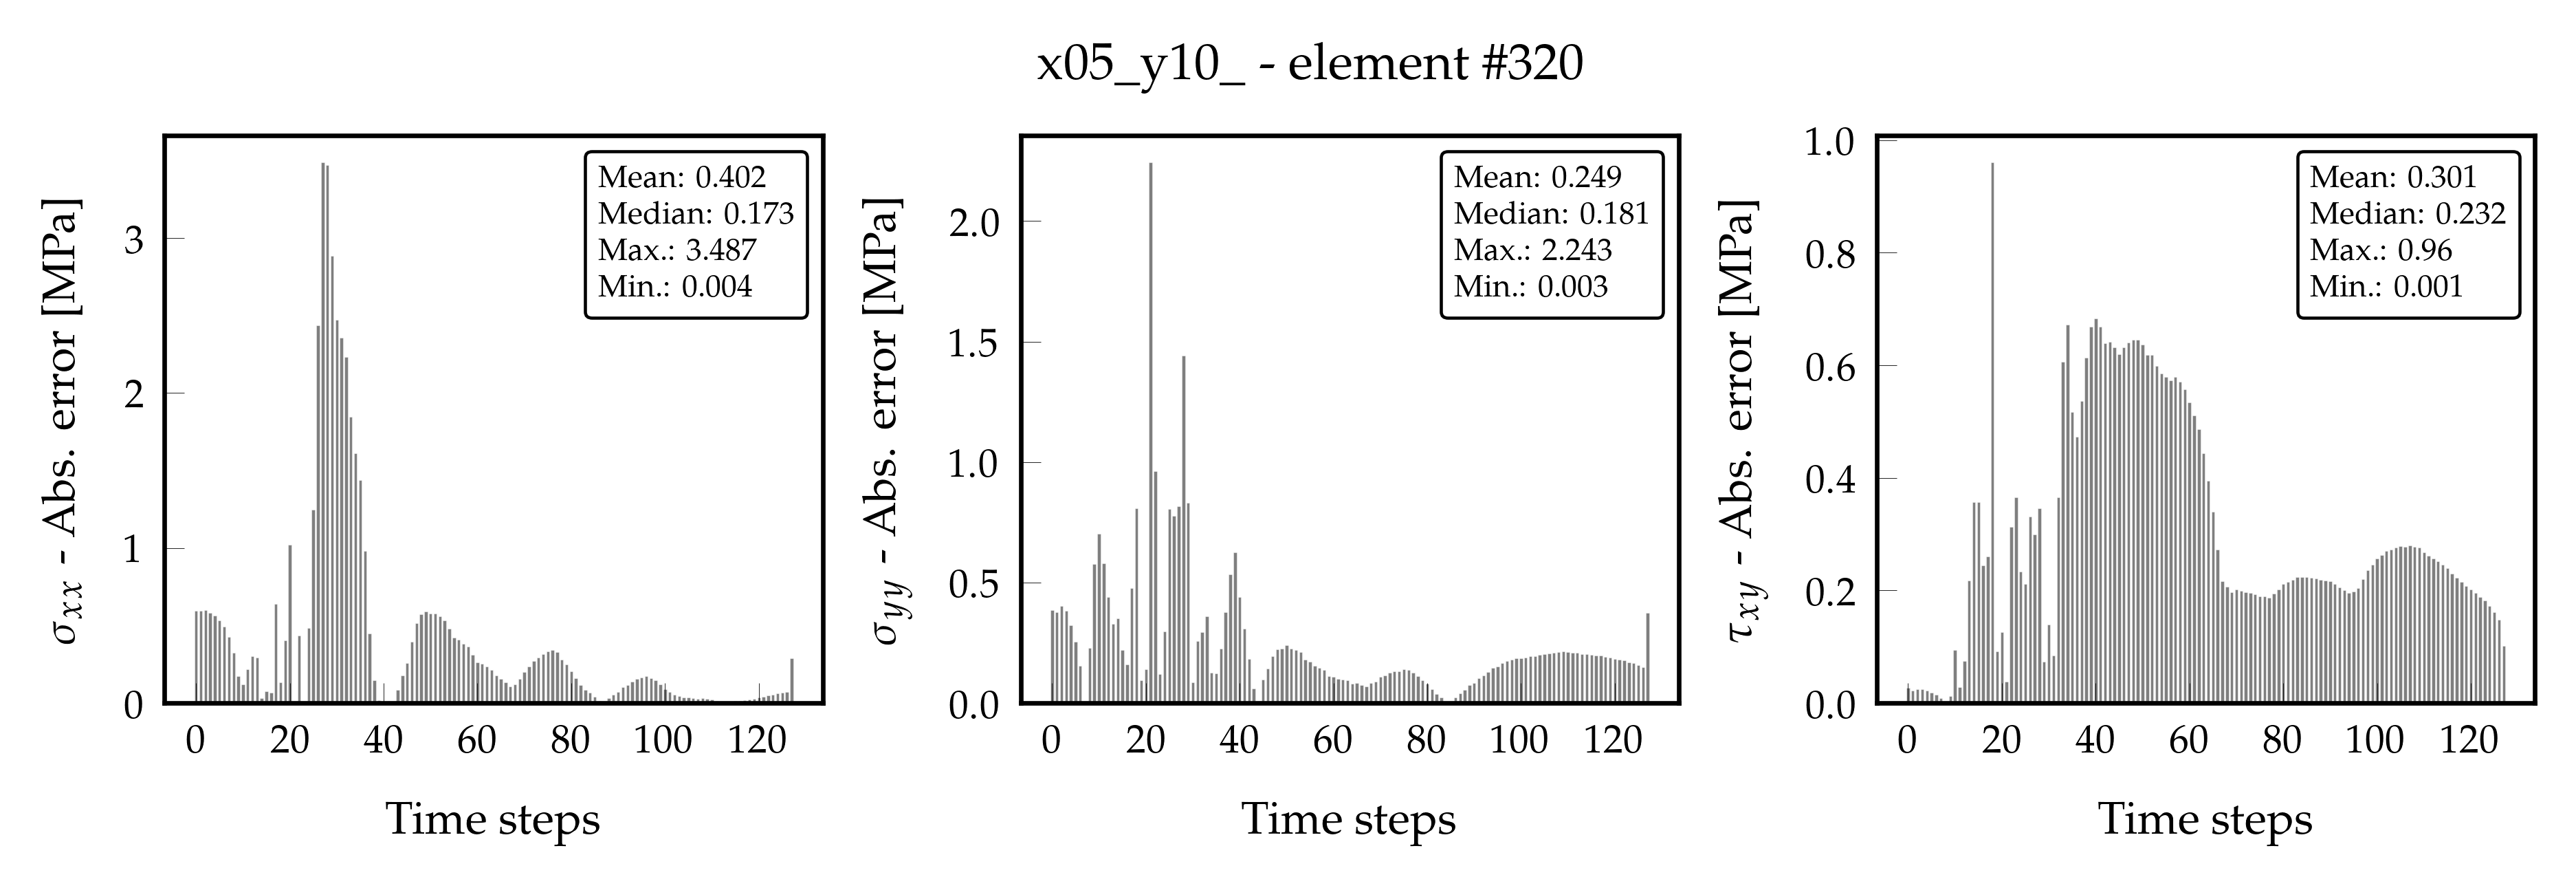 x05_y10_ - element #320
σxx - Abs. error [MPa]
3
2
1
0
Mean: 0.402
Median: 0.173
Max.: 3.487
Min.: 0.004
0 20 40 60 80 100 120
Time steps
σyy - Abs. error [MPa]
2.0
1.5
1.0
0.5
0.0
Mean: 0.249
Median: 0.181
Max.: 2.243
Min.: 0.003
0 20 40 60 80 100 120
Time steps
τxy - Abs. error [MPa]
1.0
0.8
0.6
0.4
0.2
0.0
Mean: 0.301
Median: 0.232
Max.: 0.96
Min.: 0.001
0 20 40 60 80 100 120
Time steps